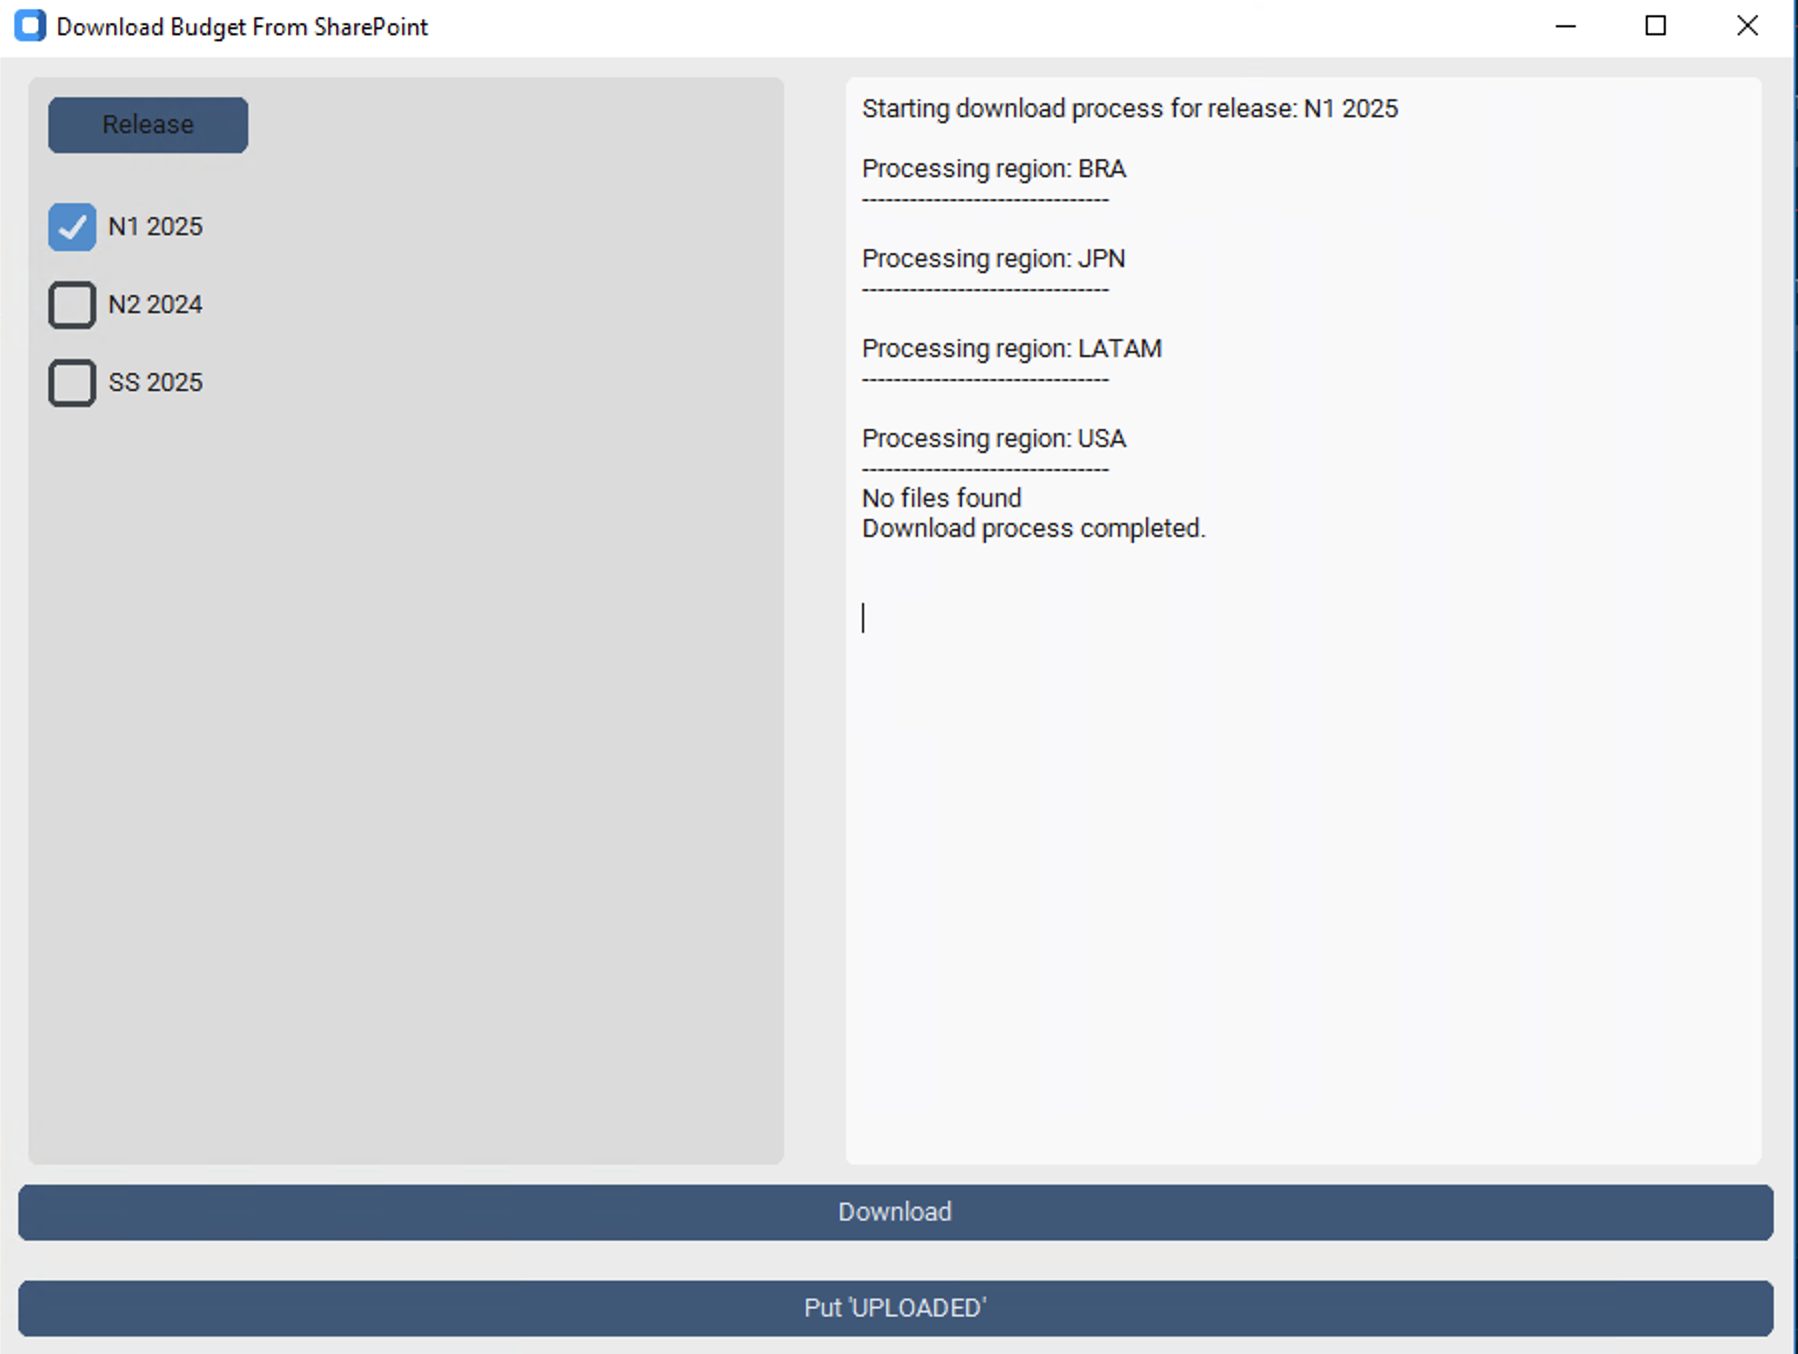 Download Budget From SharePoint
Release
N1 2025
N2 2024
SS 2025
Starting download process for release: N1 2025
Processing region: BRA
-------------------------------
Processing region: JPN
-------------------------------
Processing region: LATAM
-------------------------------
Processing region: USA
-------------------------------
No files found
Download process completed.
Download
Put 'UPLOADED'